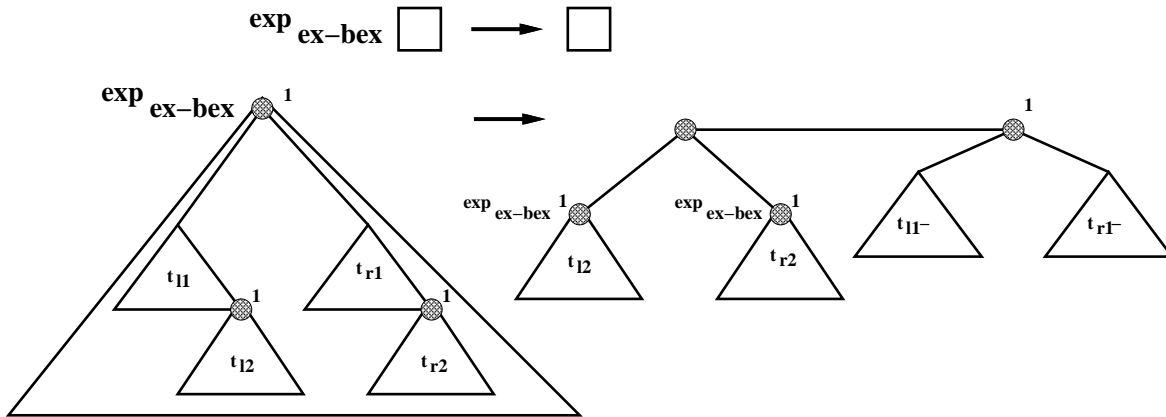 exp ex-bex
exp ex-bex 1
1
exp ex-bex 1
exp ex-bex 1
t l1
t r1
t l1-
t r1-
t l2
t r2
1
1
t l2
t r2